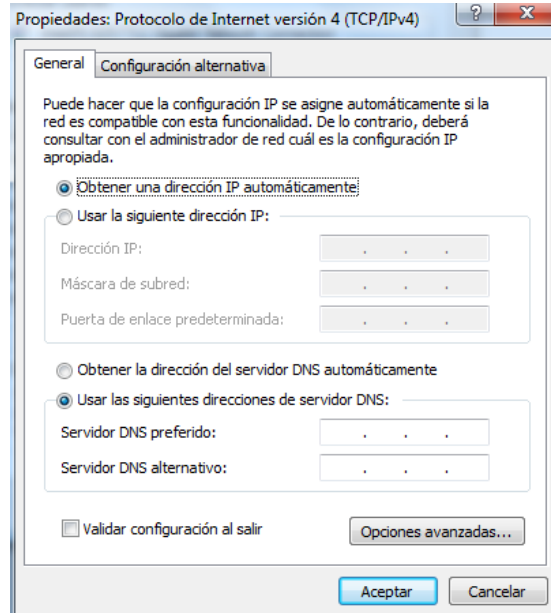 Propiedades: Protocolo de Internet versión 4 (TCP/IPv4)
General
Configuración alternativa
Puede hacer que la configuración IP se asigne automáticamente si la
red es compatible con esta funcionalidad. De lo contrario, deberá
consultar con el administrador de red cuál es la configuración IP
apropiada.
Obtener una dirección IP automáticamente
Usar la siguiente dirección IP:
Dirección IP:
Máscara de subred:
Puerta de enlace predeterminada:
Obtener la dirección del servidor DNS automáticamente
Usar las siguientes direcciones de servidor DNS:
Servidor DNS preferido:
Servidor DNS alternativo:
Validar configuración al salir
Opciones avanzadas...
Aceptar
Cancelar